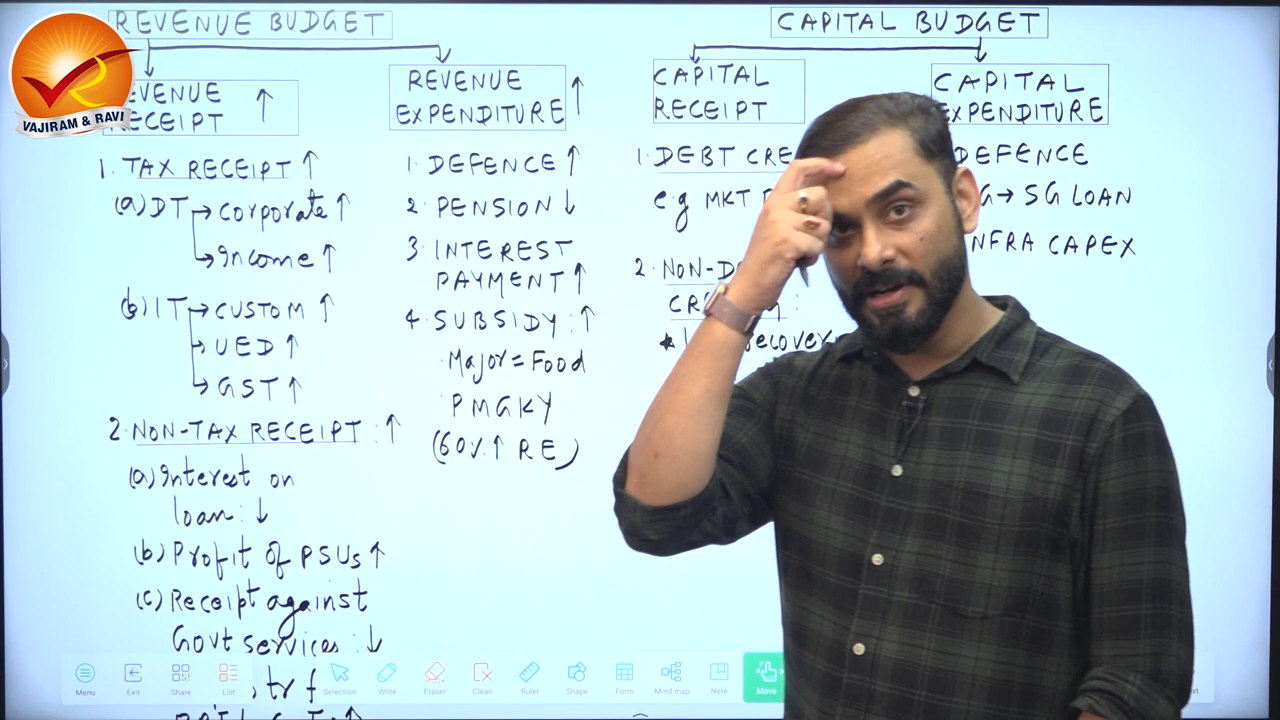 REVENUE BUDGET
CAPITAL BUDGET
VAJIRAM & RAVI
EVENUE
RECEIPT ↑
REVENUE
EXPENDITURE ↑
CAPITAL
RECEIPT
CAPITAL
EXPENDITURE
1. TAX RECEIPT ↑
(a) DT → Corporate ↑
→ Income ↑
(b) IT → CUSTOM ↑
→ UED ↑
→ GST ↑
2. NON-TAX RECEIPT : ↑
(a) Interest on
loan : ↓
(b) Profit of PSUs ↑
(c) Receipt against
Govt services : ↓
1. DEFENCE ↑
2. PENSION ↓
3. INTEREST
PAYMENT ↑
4. SUBSIDY : ↑
Major = Food
PMGKY
(60% ↑ RE)
1. DEBT CRE
e.g MKT
2. NON-D
CR
ecover
DEFENCE
G → SG LOAN
NFRA CAPEX
Menu
Exit
Share
List
Selection
Write
Eraser
Clean
Ruler
Shape
Form
Mind map
Note
Move